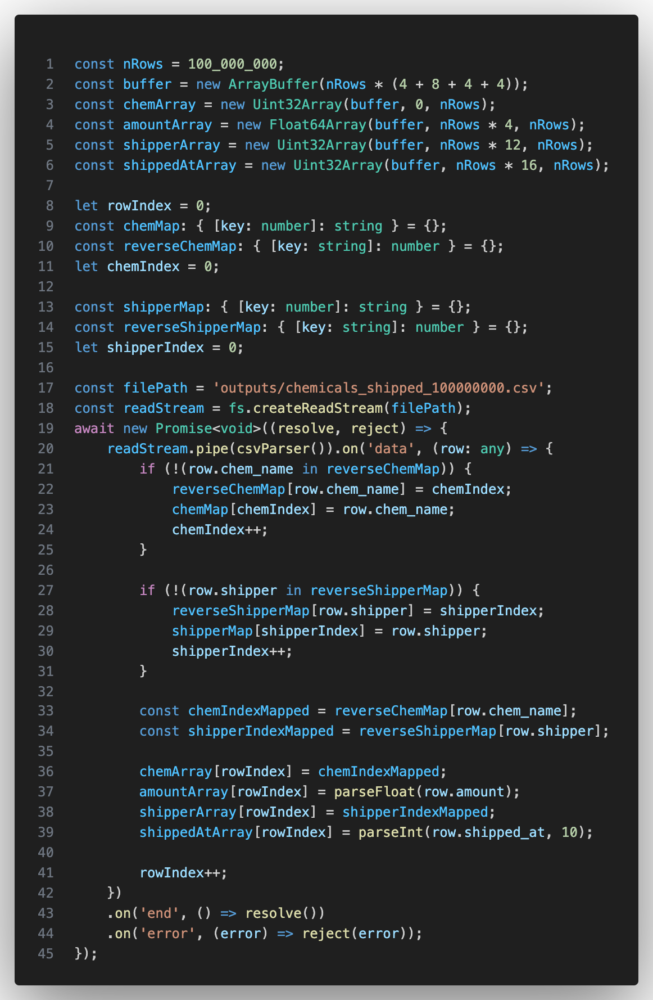 1 const nRows = 100_000_000;
2 const buffer = new ArrayBuffer(nRows * (4 + 8 + 4 + 4));
3 const chemArray = new Uint32Array(buffer, 0, nRows);
4 const amountArray = new Float64Array(buffer, nRows * 4, nRows);
5 const shipperArray = new Uint32Array(buffer, nRows * 12, nRows);
6 const shippedAtArray = new Uint32Array(buffer, nRows * 16, nRows);
7
8 let rowIndex = 0;
9 const chemMap: { [key: number]: string } = {};
10 const reverseChemMap: { [key: string]: number } = {};
11 let chemIndex = 0;
12
13 const shipperMap: { [key: number]: string } = {};
14 const reverseShipperMap: { [key: string]: number } = {};
15 let shipperIndex = 0;
16
17 const filePath = 'outputs/chemicals_shipped_100000000.csv';
18 const readStream = fs.createReadStream(filePath);
19 await new Promise<void>((resolve, reject) => {
20     readStream.pipe(csvParser()).on('data', (row: any) => {
21         if (!(row.chem_name in reverseChemMap)) {
22             reverseChemMap[row.chem_name] = chemIndex;
23             chemMap[chemIndex] = row.chem_name;
24             chemIndex++;
25         }
26
27         if (!(row.shipper in reverseShipperMap)) {
28             reverseShipperMap[row.shipper] = shipperIndex;
29             shipperMap[shipperIndex] = row.shipper;
30             shipperIndex++;
31         }
32
33         const chemIndexMapped = reverseChemMap[row.chem_name];
34         const shipperIndexMapped = reverseShipperMap[row.shipper];
35
36         chemArray[rowIndex] = chemIndexMapped;
37         amountArray[rowIndex] = parseFloat(row.amount);
38         shipperArray[rowIndex] = shipperIndexMapped;
39         shippedAtArray[rowIndex] = parseInt(row.shipped_at, 10);
40
41         rowIndex++;
42     })
43     .on('end', () => resolve())
44     .on('error', (error) => reject(error));
45 });